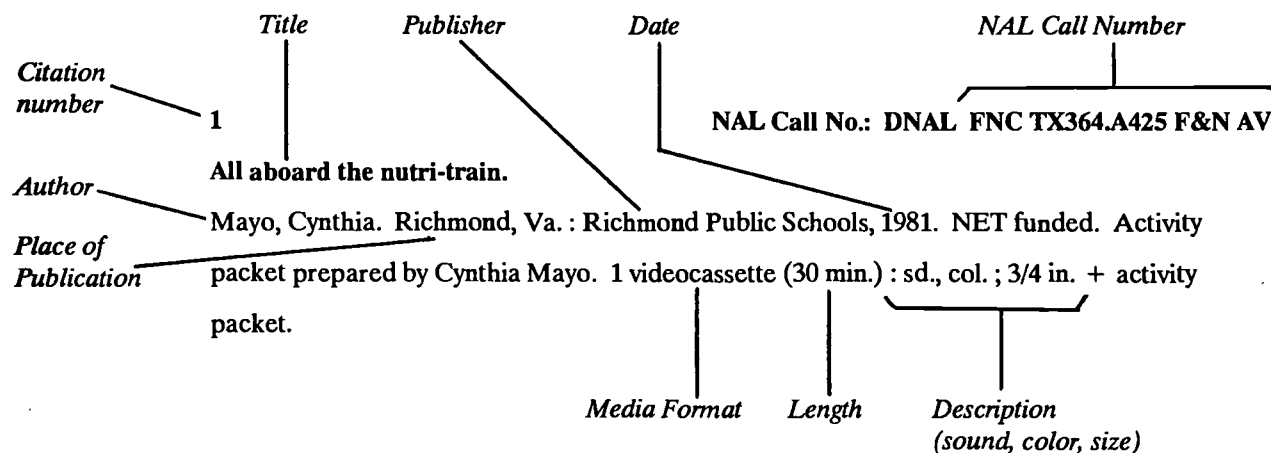 Title Publisher Date NAL Call Number
Citation
number
1 NAL Call No.: DNAL FNC TX364.A425 F&N AV
All aboard the nutri-train.
Author
Mayo, Cynthia. Richmond, Va. : Richmond Public Schools, 1981. NET funded. Activity
Place of
Publication
packet prepared by Cynthia Mayo. 1 videocassette (30 min.) : sd., col. ; 3/4 in. + activity
packet.
Media Format Length Description
(sound, color, size)